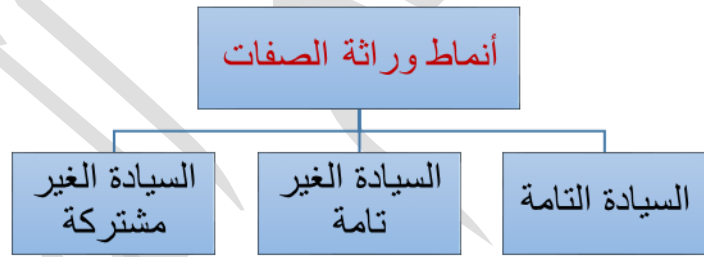 أنماط وراثة الصفات
السيادة التامة
السيادة الغير
تامة
السيادة الغير
مشتركة